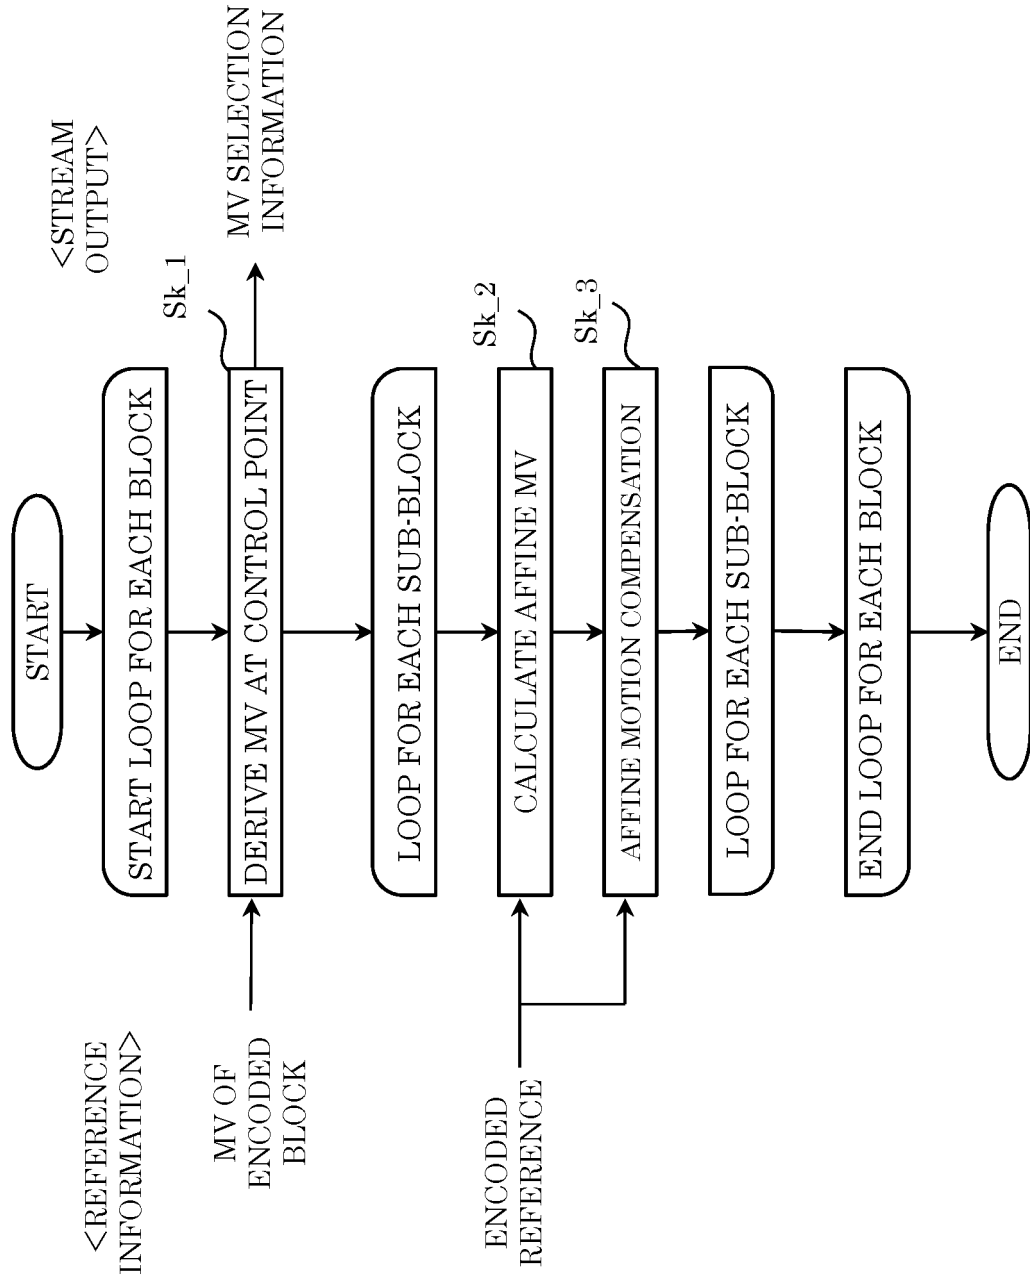 START
<STREAM
OUTPUT>
<REFERENCE
INFORMATION>
START LOOP FOR EACH BLOCK
Sk_1
MV OF
ENCODED
BLOCK
DERIVE MV AT CONTROL POINT
MV SELECTION
INFORMATION
LOOP FOR EACH SUB-BLOCK
Sk_2
ENCODED
REFERENCE
CALCULATE AFFINE MV
Sk_3
AFFINE MOTION COMPENSATION
LOOP FOR EACH SUB-BLOCK
END LOOP FOR EACH BLOCK
END